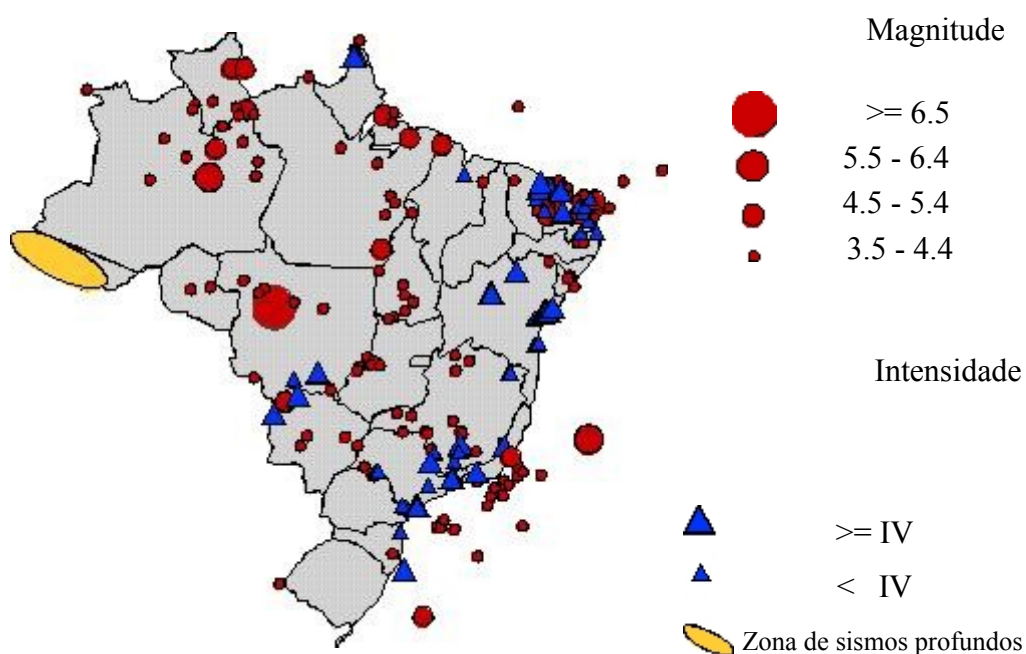 Magnitude
>= 6.5
5.5 - 6.4
4.5 - 5.4
3.5 - 4.4
Intensidade
>= IV
< IV
Zona de sismos profundos